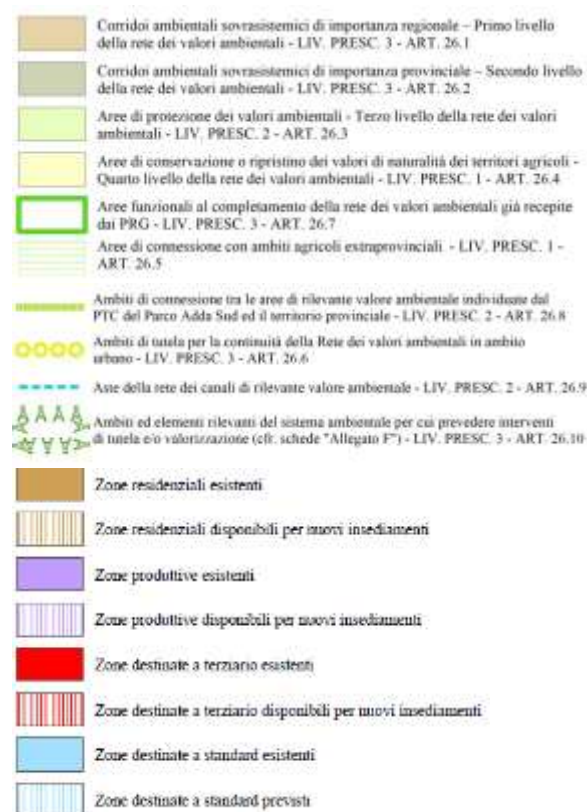 Corridoi ambientali sovrasistemici di importanza regionale – Primo livello
della rete dei valori ambientali - LIV. PRESC. 3 - ART. 26.1
Corridoi ambientali sovrasistemici di importanza provinciale – Secondo livello
della rete dei valori ambientali - LIV. PRESC. 3 - ART. 26.2
Aree di protezione dei valori ambientali - Terzo livello della rete dei valori
ambientali - LIV. PRESC. 2 - ART. 26.3
Aree di conservazione o ripristino dei valori di naturalità dei territori agricoli -
Quarto livello della rete dei valori ambientali - LIV. PRESC. 1 - ART. 26.4
Aree funzionali al completamento della rete dei valori ambientali già recepite
dai PRG - LIV. PRESC. 3 - ART. 26.7
Aree di connessione con ambiti agricoli extraprovinciali - LIV. PRESC. 1 -
ART. 26.5
Ambiti di connessione tra le aree di rilevante valore ambientale individuate dal
PTC del Parco Adda Sud ed il territorio provinciale - LIV. PRESC. 2 - ART. 26.8
Ambiti di tutela per la continuità della Rete dei valori ambientali in ambito
urbano - LIV. PRESC. 3 - ART. 26.6
Aste della rete dei canali di rilevante valore ambientale - LIV. PRESC. 2 - ART. 26.9
Ambiti ed elementi rilevanti del sistema ambientale per cui prevedere interventi
di tutela e/o valorizzazione (cfr. schede "Allegato F") - LIV. PRESC. 3 - ART. 26.10
Zone residenziali esistenti
Zone residenziali disponibili per nuovi insediamenti
Zone produttive esistenti
Zone produttive disponibili per nuovi insediamenti
Zone destinate a terziario esistenti
Zone destinate a terziario disponibili per nuovi insediamenti
Zone destinate a standard esistenti
Zone destinate a standard previsti